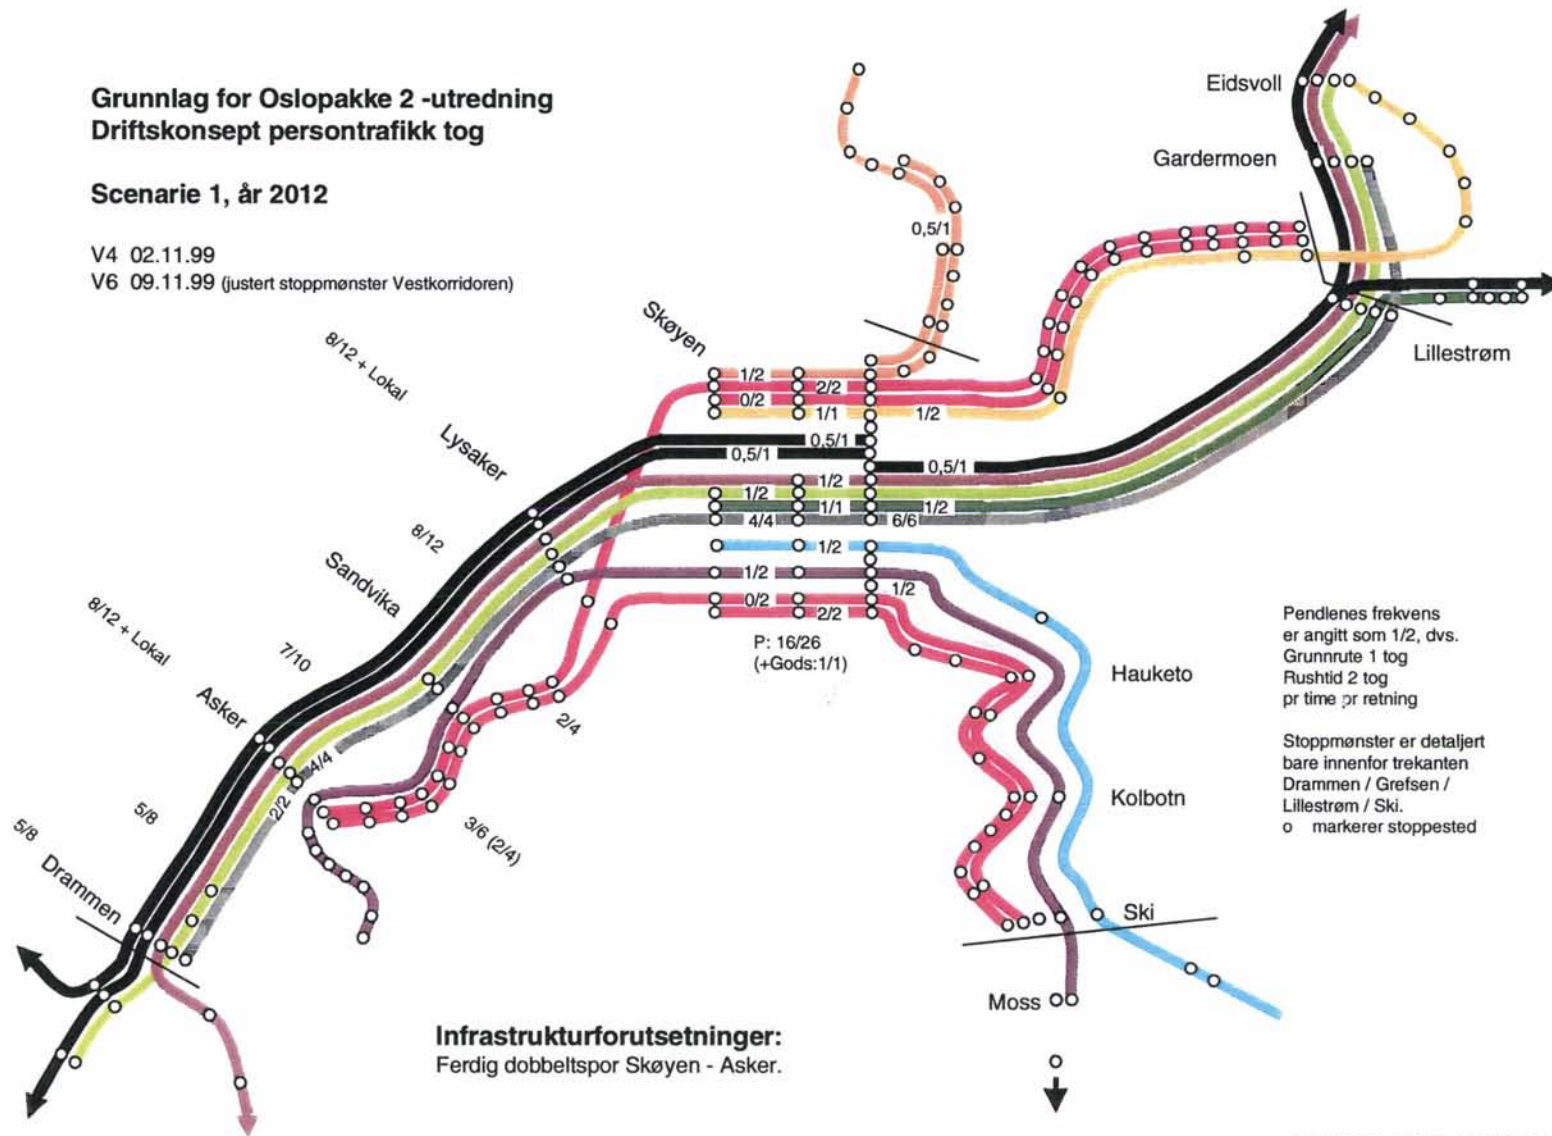 Grunnlag for Oslopakke 2 -utredning
Driftskonsept persontrafikk tog
Scenarie 1, år 2012
V4 02.11.99
V6 09.11.99 (justert stoppmønster Vestkorridoren)
Eidsvoll
Gardermoen
0,5/1
Skøyen
8/12 + Lokal
Lillestrøm
1/2
2/2
0/2
1/1
1/2
Lysaker
0,5/1
0,5/1
0,5/1
1/2
1/2
1/1
1/2
4/4
6/6
8/12
Sandvika
1/2
1/2
1/2
0/2
2/2
8/12 + Lokal
P: 16/26
(+Gods:1/1)
7/10
Asker
Hauketo
Pendlenes frekvens
er angitt som 1/2, dvs.
Grunnrute 1 tog
Rushtid 2 tog
pr time pr retning
2/4
4/4
2/2
Stoppmønster er detaljert
bare innenfor trekanten
Drammen / Grefsen /
Lillestrøm / Ski.
o markerer stoppested
Kolbotn
5/8
5/8
3/6 (2/4)
Drammen
Ski
Moss
Infrastrukturforutsetninger:
Ferdig dobbeltspor Skøyen - Asker.